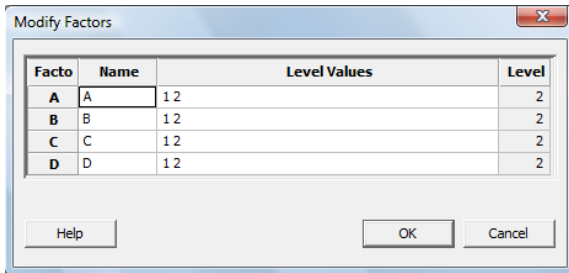 Modify Factors
Facto Name Level Values Level
A A 1 2 2
B B 1 2 2
C C 1 2 2
D D 1 2 2
Help OK Cancel